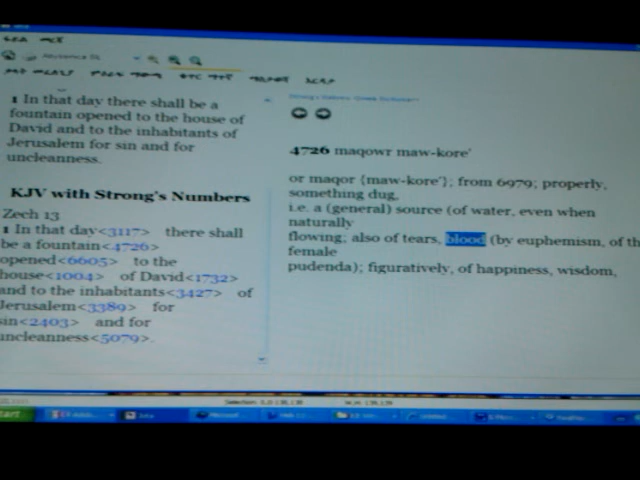 1 In that day there shall be a
fountain opened to the house of
David and to the inhabitants of
Jerusalem for sin and for
uncleanness.
KJV with Strong's Numbers
Zech 13
1 In that day<3117> there shall
be a fountain<4726>
opened<6605> to the
house<1004> of David<1732>
and to the inhabitants<3427> of
Jerusalem<3389> for
sin<2403> and for
uncleanness<5079>.
4726 maqowr maw-kore'
or maqor {maw-kore'}; from 6979; properly,
something dug,
i.e. a (general) source (of water, even when
naturally
flowing; also of tears, blood (by euphemism, of the
female
pudenda); figuratively, of happiness, wisdom,
start